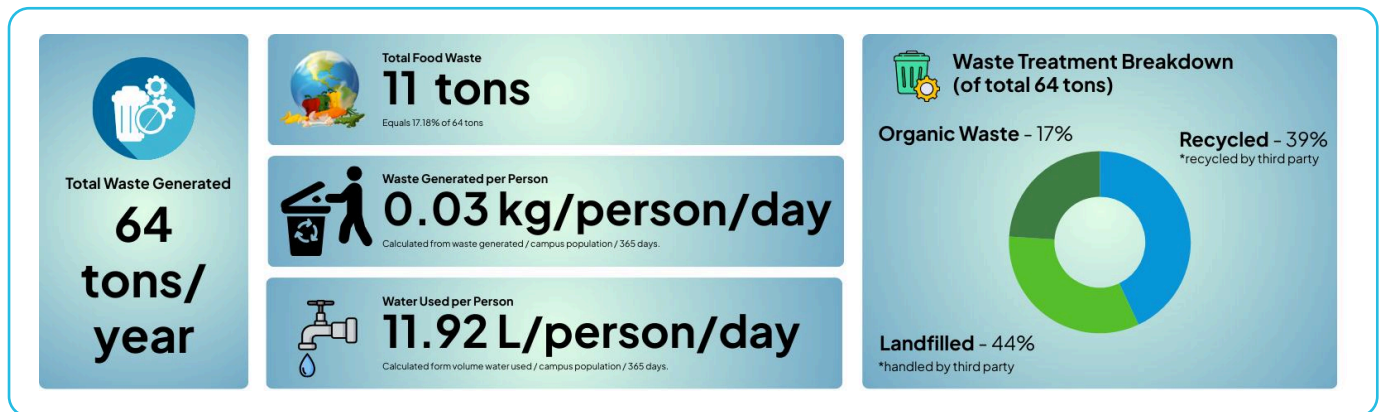 Total Waste Generated
64
tons/
year
Total Food Waste
11 tons
Equals 17.18% of 64 tons
Waste Generated per Person
0.03 kg/person/day
Calculated from waste generated / campus population / 365 days.
Water Used per Person
11.92 L/person/day
Calculated form volume water used / campus population / 365 days.
Waste Treatment Breakdown
(of total 64 tons)
Organic Waste - 17%
Recycled - 39%
*recycled by third party
Landfilled - 44%
*handled by third party